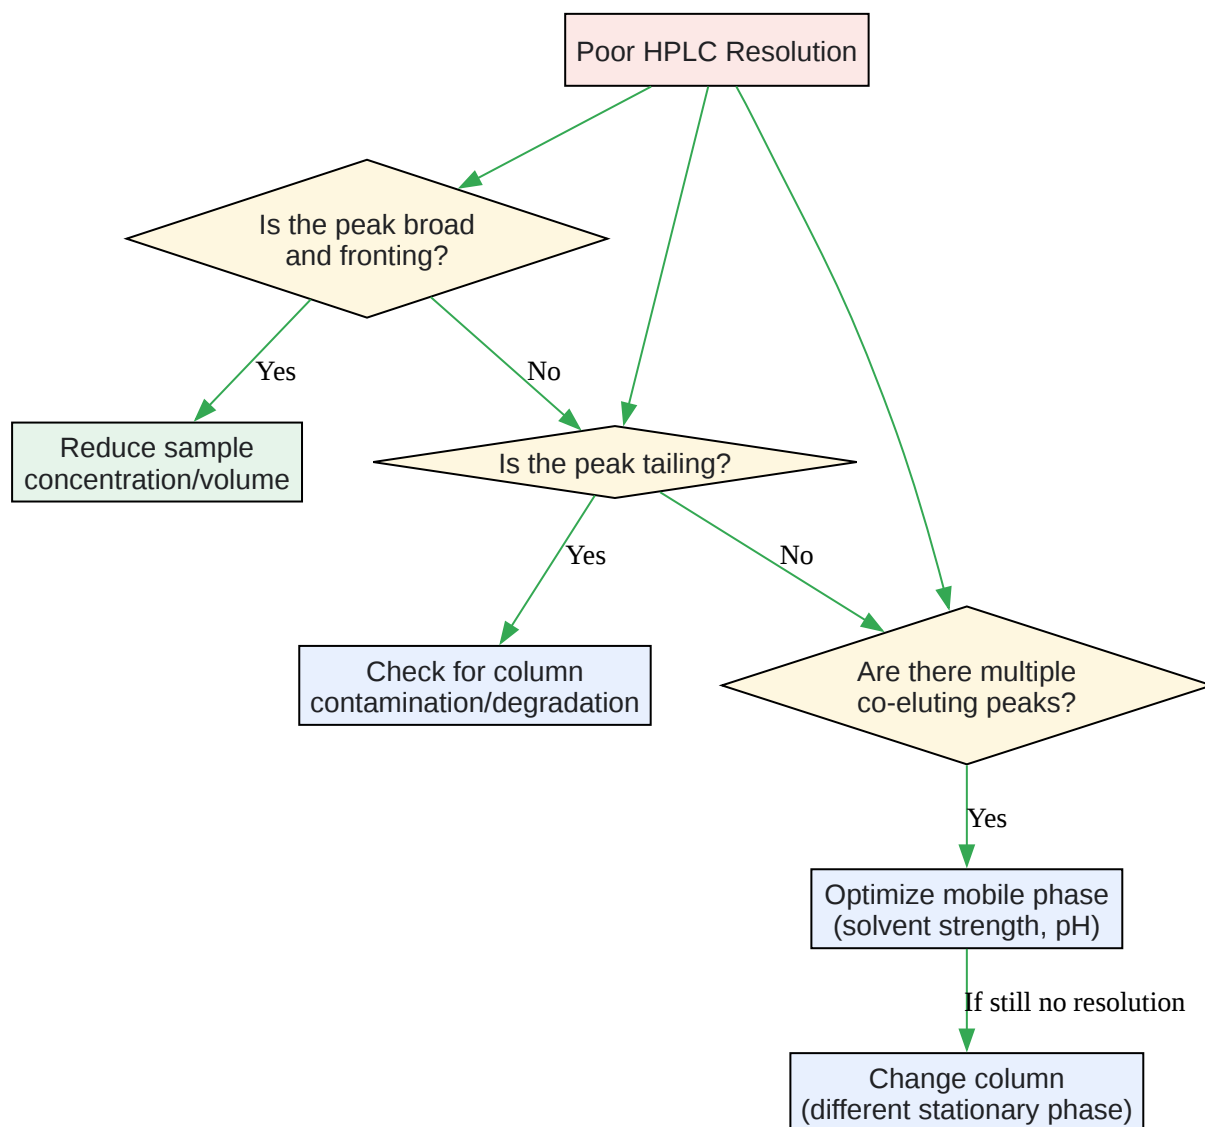 Poor HPLC Resolution
Is the peak broad
and fronting?
Yes
No
Reduce sample
concentration/volume
Is the peak tailing?
Yes
No
Check for column
contamination/degradation
Are there multiple
co-eluting peaks?
Yes
Optimize mobile phase
(solvent strength, pH)
If still no resolution
Change column
(different stationary phase)